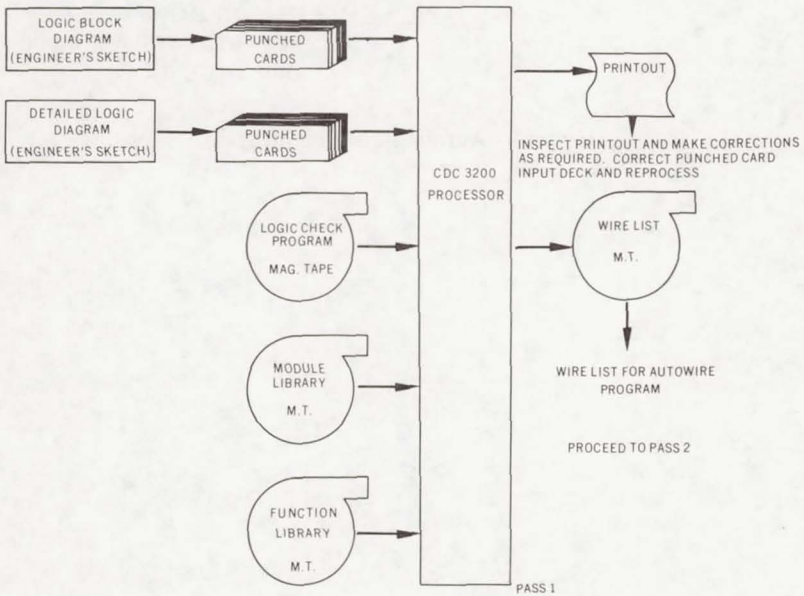 LOGIC BLOCK
DIAGRAM
(ENGINEER'S SKETCH)
PUNCHED
CARDS
DETAILED LOGIC
DIAGRAM
(ENGINEER'S SKETCH)
PUNCHED
CARDS
LOGIC CHECK
PROGRAM
MAG. TAPE
MODULE
LIBRARY
M.T.
FUNCTION
LIBRARY
M.T.
CDC 3200
PROCESSOR
PRINTOUT
INSPECT PRINTOUT AND MAKE CORRECTIONS
AS REQUIRED. CORRECT PUNCHED CARD
INPUT DECK AND REPROCESS
WIRE LIST
M.T.
WIRE LIST FOR AUTOWIRE
PROGRAM
PROCEED TO PASS 2
PASS 1